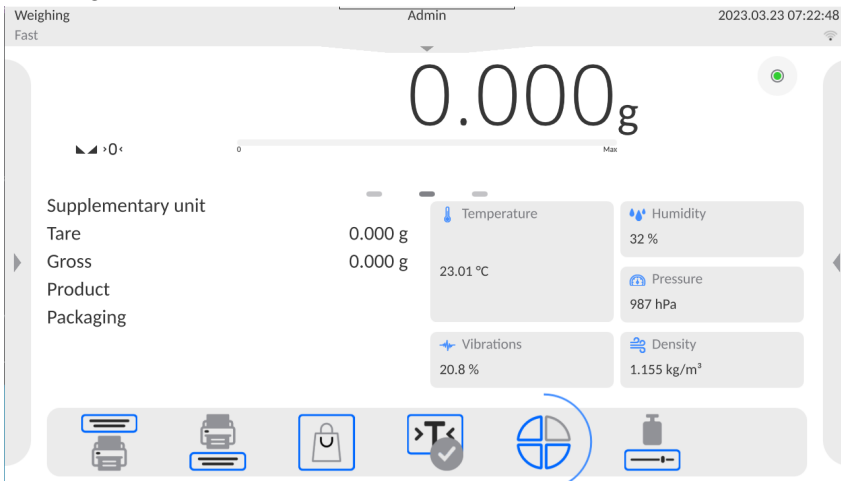 Weighing Admin 2023.03.23 07:22:48
Fast
0.000 g
>0<
0 Max
Supplementary unit
Tare 0.000 g
Gross 0.000 g
Product
Packaging
Temperature
23.01 °C
Humidity
32 %
Pressure
987 hPa
Vibrations
20.8 %
Density
1.155 kg/m³
>T<